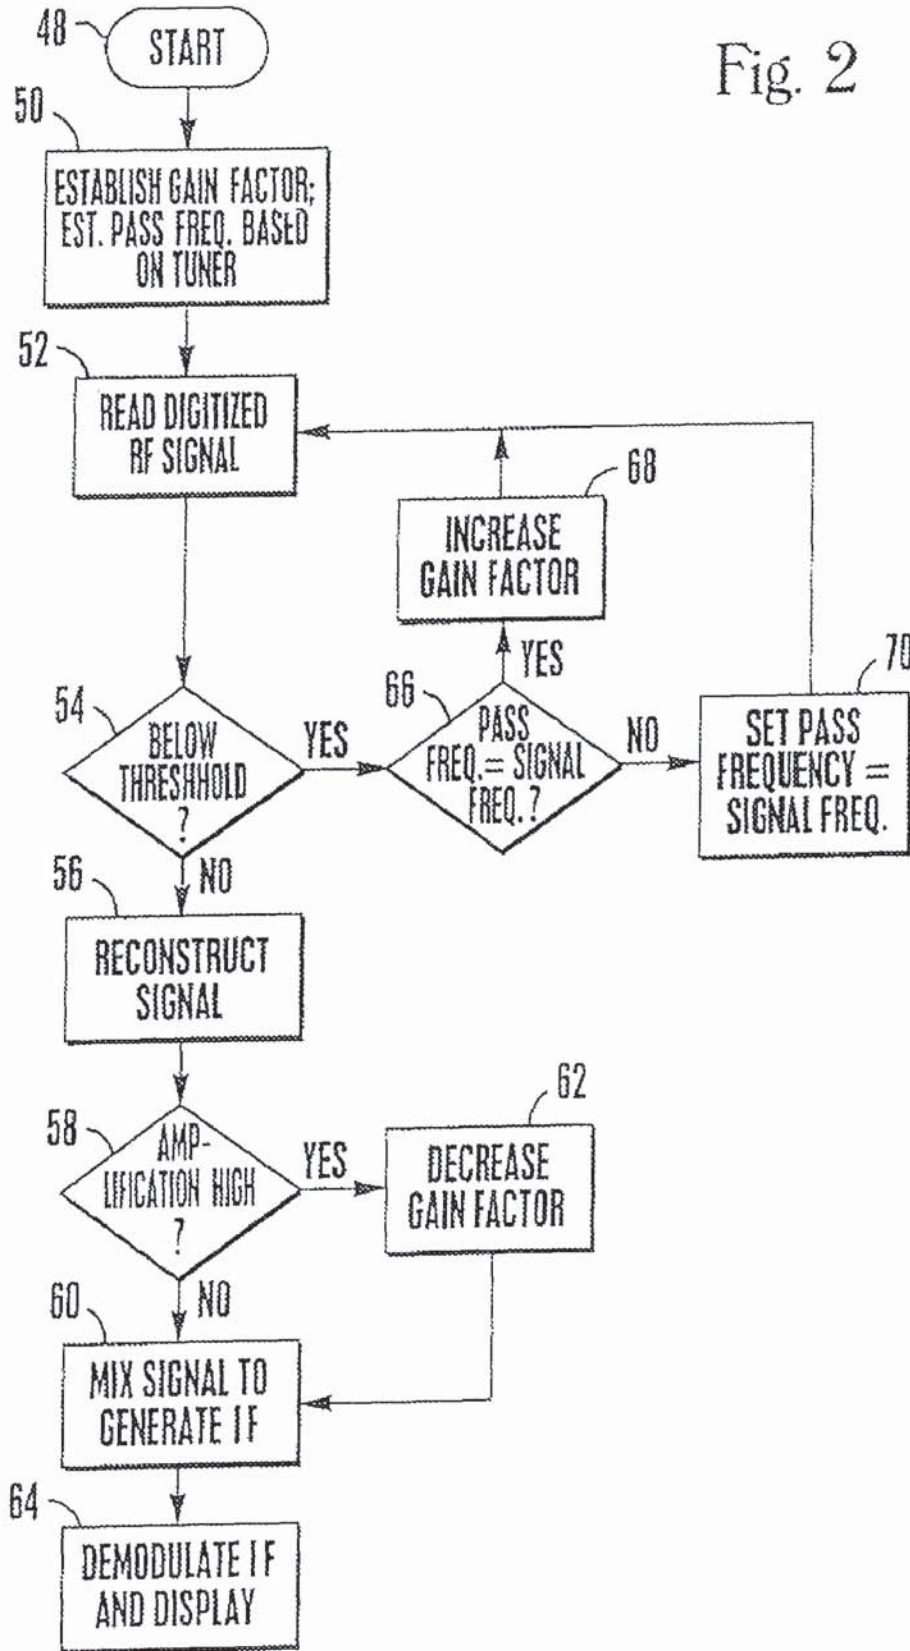 Fig. 2
48
START
50
ESTABLISH GAIN FACTOR;
EST. PASS FREQ. BASED
ON TUNER
52
READ DIGITIZED
RF SIGNAL
68
INCREASE
GAIN FACTOR
YES
54
BELOW
THRESHHOLD
?
YES
66
PASS
FREQ. = SIGNAL
FREQ. ?
NO
70
SET PASS
FREQUENCY =
SIGNAL FREQ.
NO
56
RECONSTRUCT
SIGNAL
58
AMP-
LIFICATION HIGH
?
YES
62
DECREASE
GAIN FACTOR
NO
60
MIX SIGNAL TO
GENERATE IF
64
DEMODULATE IF
AND DISPLAY